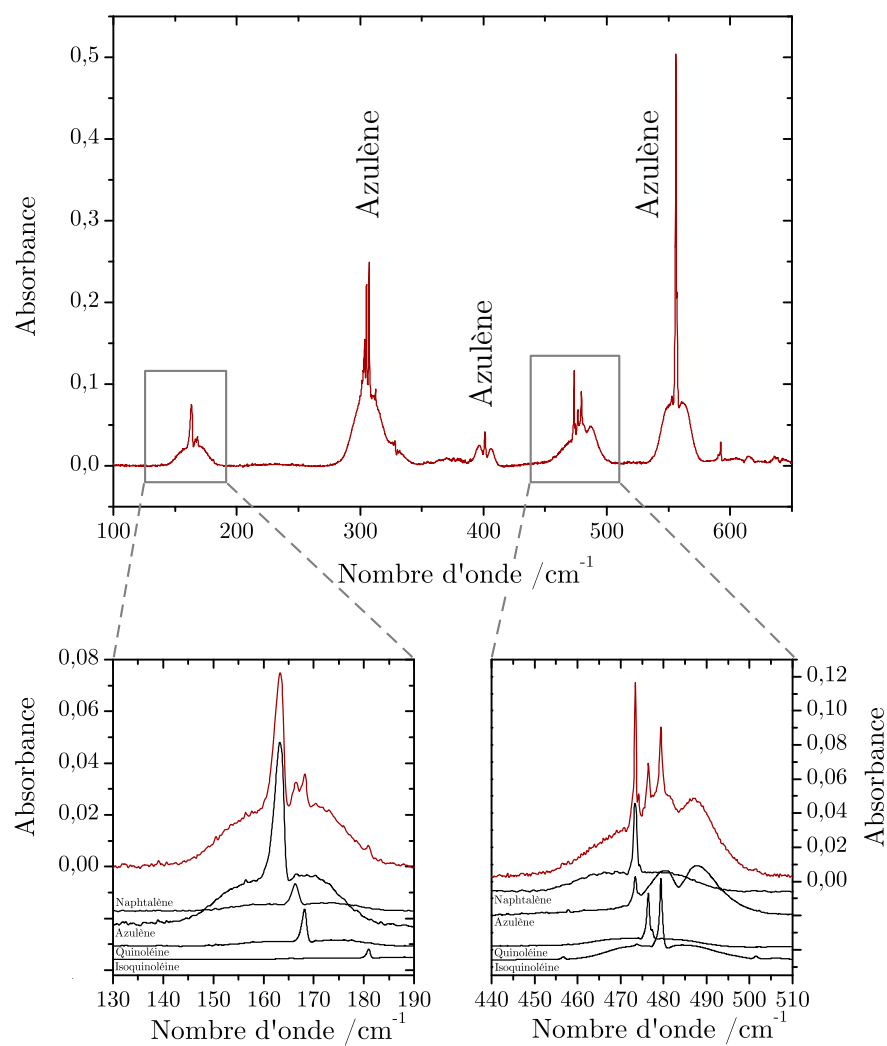 0,5
0,4
0,3
0,2
0,1
0,0
Absorbance
Azulène
Azulène
Azulène
100 200 300 400 500 600
Nombre d'onde /cm-1
0,08
0,06
0,04
0,02
0,00
Absorbance
Naphtalène
Azulène
Quinoléine
Isoquinoléine
130 140 150 160 170 180 190
Nombre d'onde /cm-1
0,12
0,10
0,08
0,06
0,04
0,02
0,00
Absorbance
Naphtalène
Azulène
Quinoléine
Isoquinoléine
440 450 460 470 480 490 500 510
Nombre d'onde /cm-1